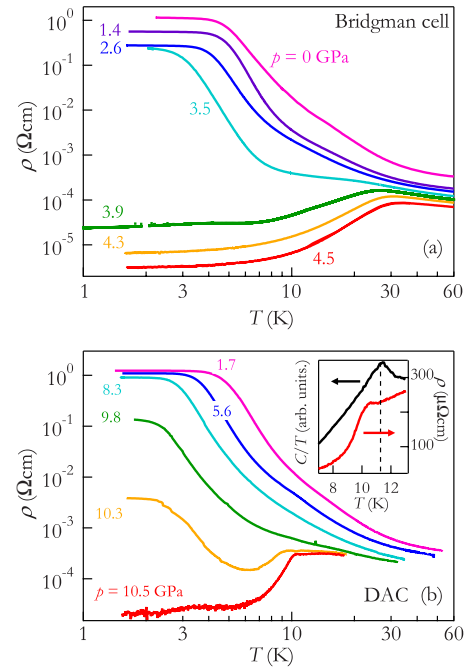 Bridgman cell
10⁰
1.4
2.6
p = 0 GPa
10⁻¹
3.5
10⁻²
ρ (Ωcm)
10⁻³
10⁻⁴
3.9
4.3
4.5
10⁻⁵
(a)
1 3 10 30 60
T (K)
10⁰
1.7
8.3
5.6
10⁻¹
9.8
10⁻²
ρ (Ωcm)
10.3
10⁻³
10⁻⁴
p = 10.5 GPa
DAC (b)
1 3 10 30 60
T (K)
C/T (arb. units.)
300
100
ρ (μΩcm)
8 10 12
T (K)